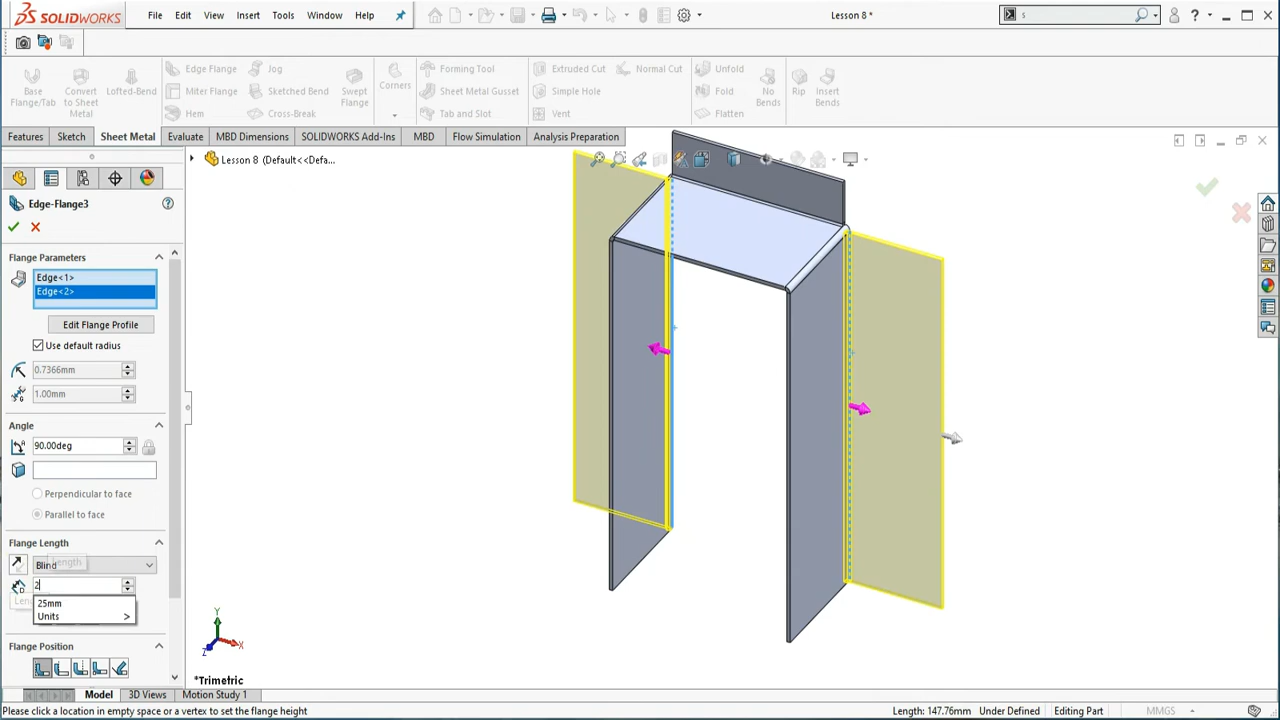 SOLIDWORKS File Edit View Insert Tools Window Help Lesson 8 * s ?
Base Flange/Tab Convert to Sheet Metal Lofted-Bend Edge Flange Miter Flange Hem Jog Sketched Bend Cross-Break Swept Flange Corners Forming Tool Sheet Metal Gusset Tab and Slot Extruded Cut Simple Hole Vent Normal Cut Unfold Fold Flatten No Bends Rip Insert Bends
Features Sketch Sheet Metal Evaluate MBD Dimensions SOLIDWORKS Add-Ins MBD Flow Simulation Analysis Preparation
Lesson 8 (Default<<Defa...
Edge-Flange3
Flange Parameters
Edge<1>
Edge<2>
Edit Flange Profile
Use default radius
0.7366mm
1.00mm
Angle
90.00deg
Perpendicular to face
Parallel to face
Flange Length
Blind
Length
2
25mm
Units >
Flange Position
Y
Z X
*Trimetric
Model 3D Views Motion Study 1
Please click a location in empty space or a vertex to set the flange height Length: 147.76mm Under Defined Editing Part MMGS